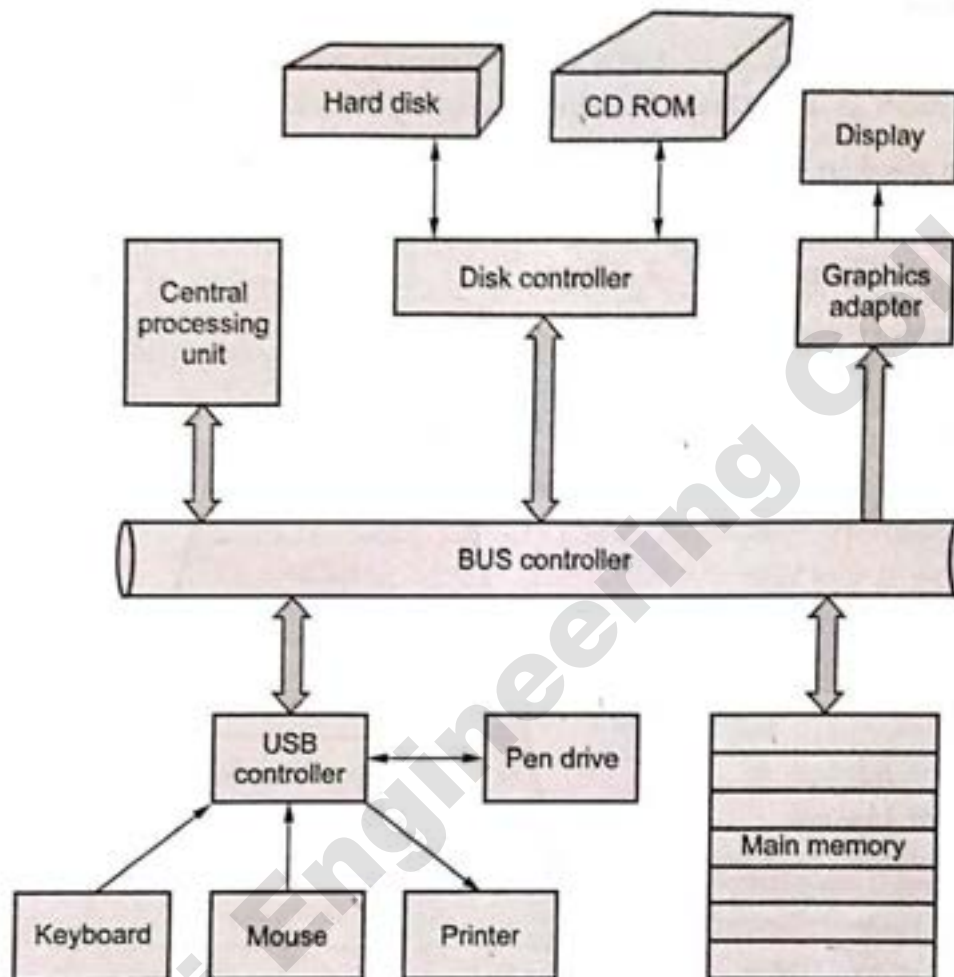 Hard disk
CD ROM
Display
Central
processing
unit
Disk controller
Graphics
adapter
BUS controller
USB
controller
Pen drive
Main memory
Keyboard
Mouse
Printer
Engineering